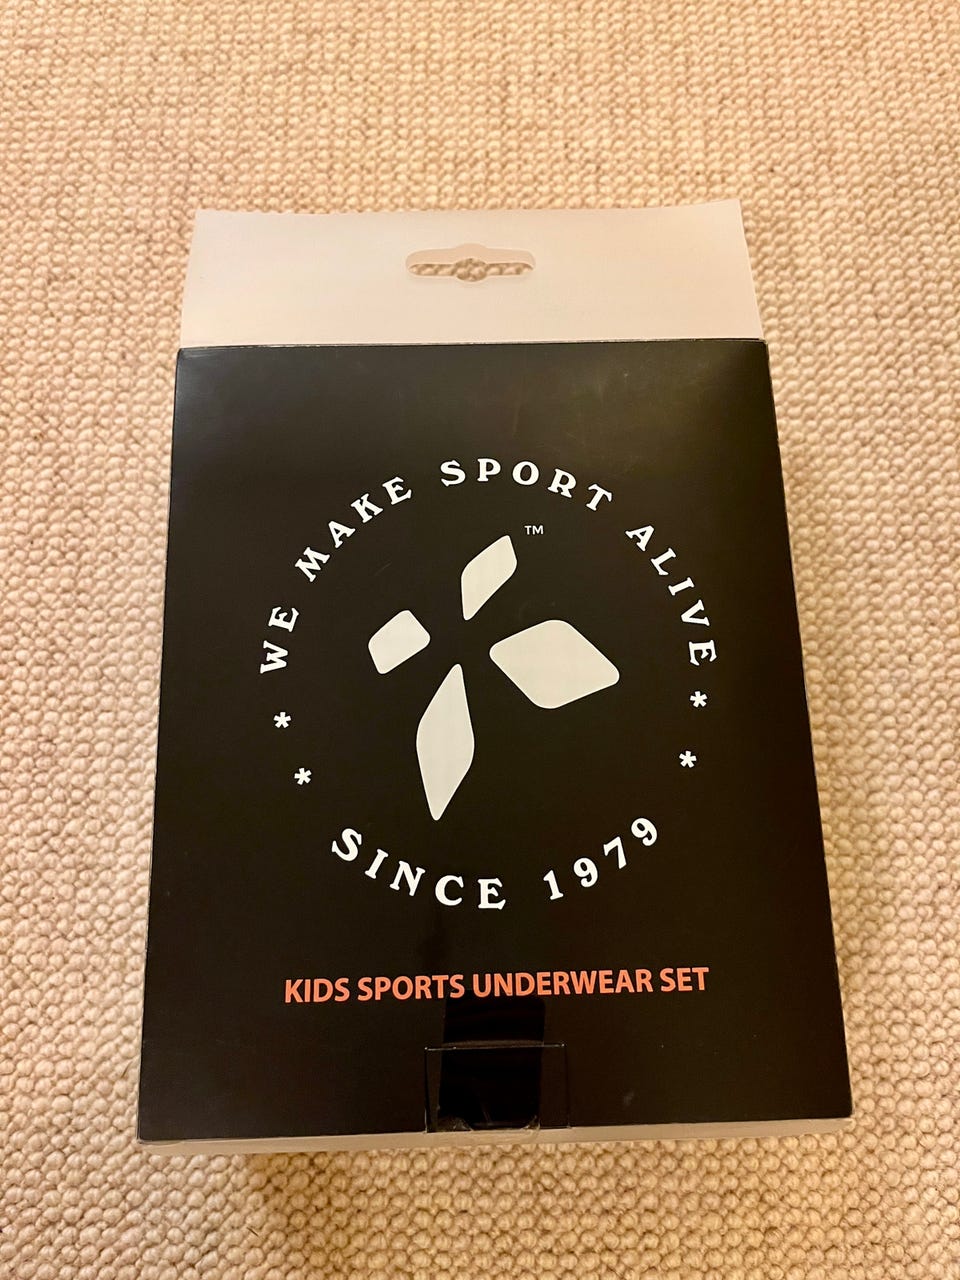 WE MAKE SPORT ALIVE
TM
* *
* *
SINCE 1979
KIDS SPORTS UNDERWEAR SET